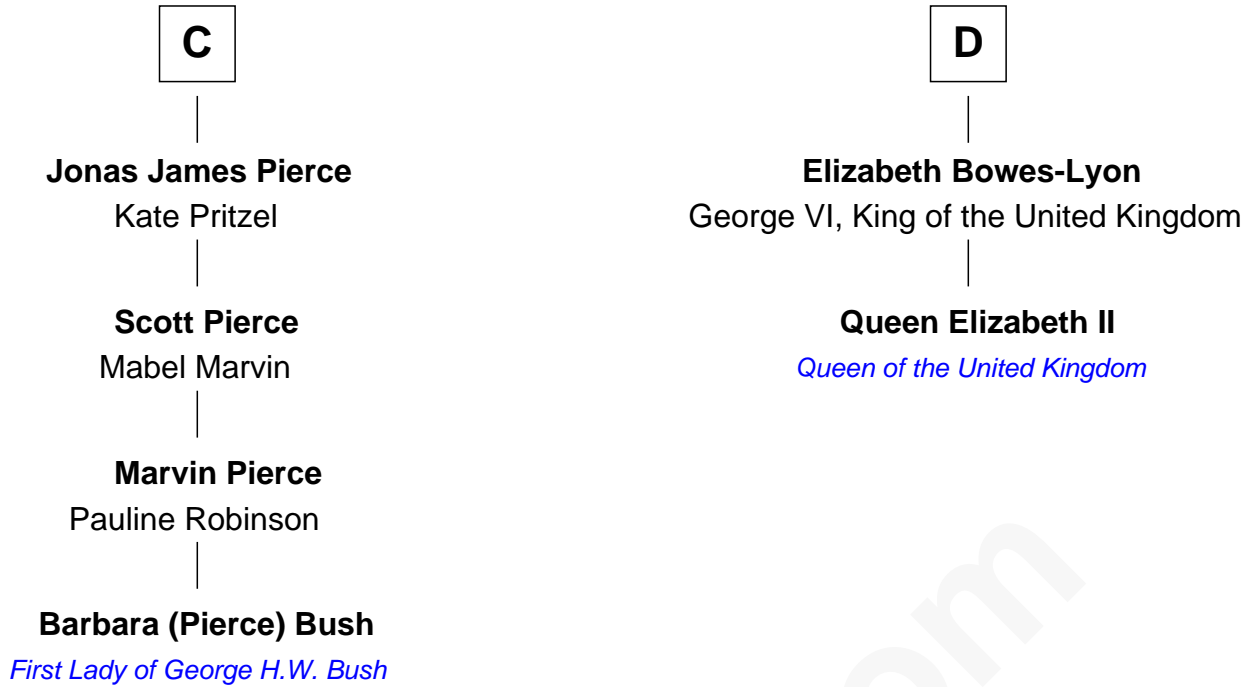 C
Jonas James Pierce
Kate Pritzel
Scott Pierce
Mabel Marvin
Marvin Pierce
Pauline Robinson
Barbara (Pierce) Bush
First Lady of George H.W. Bush
D
Elizabeth Bowes-Lyon
George VI, King of the United Kingdom
Queen Elizabeth II
Queen of the United Kingdom
om